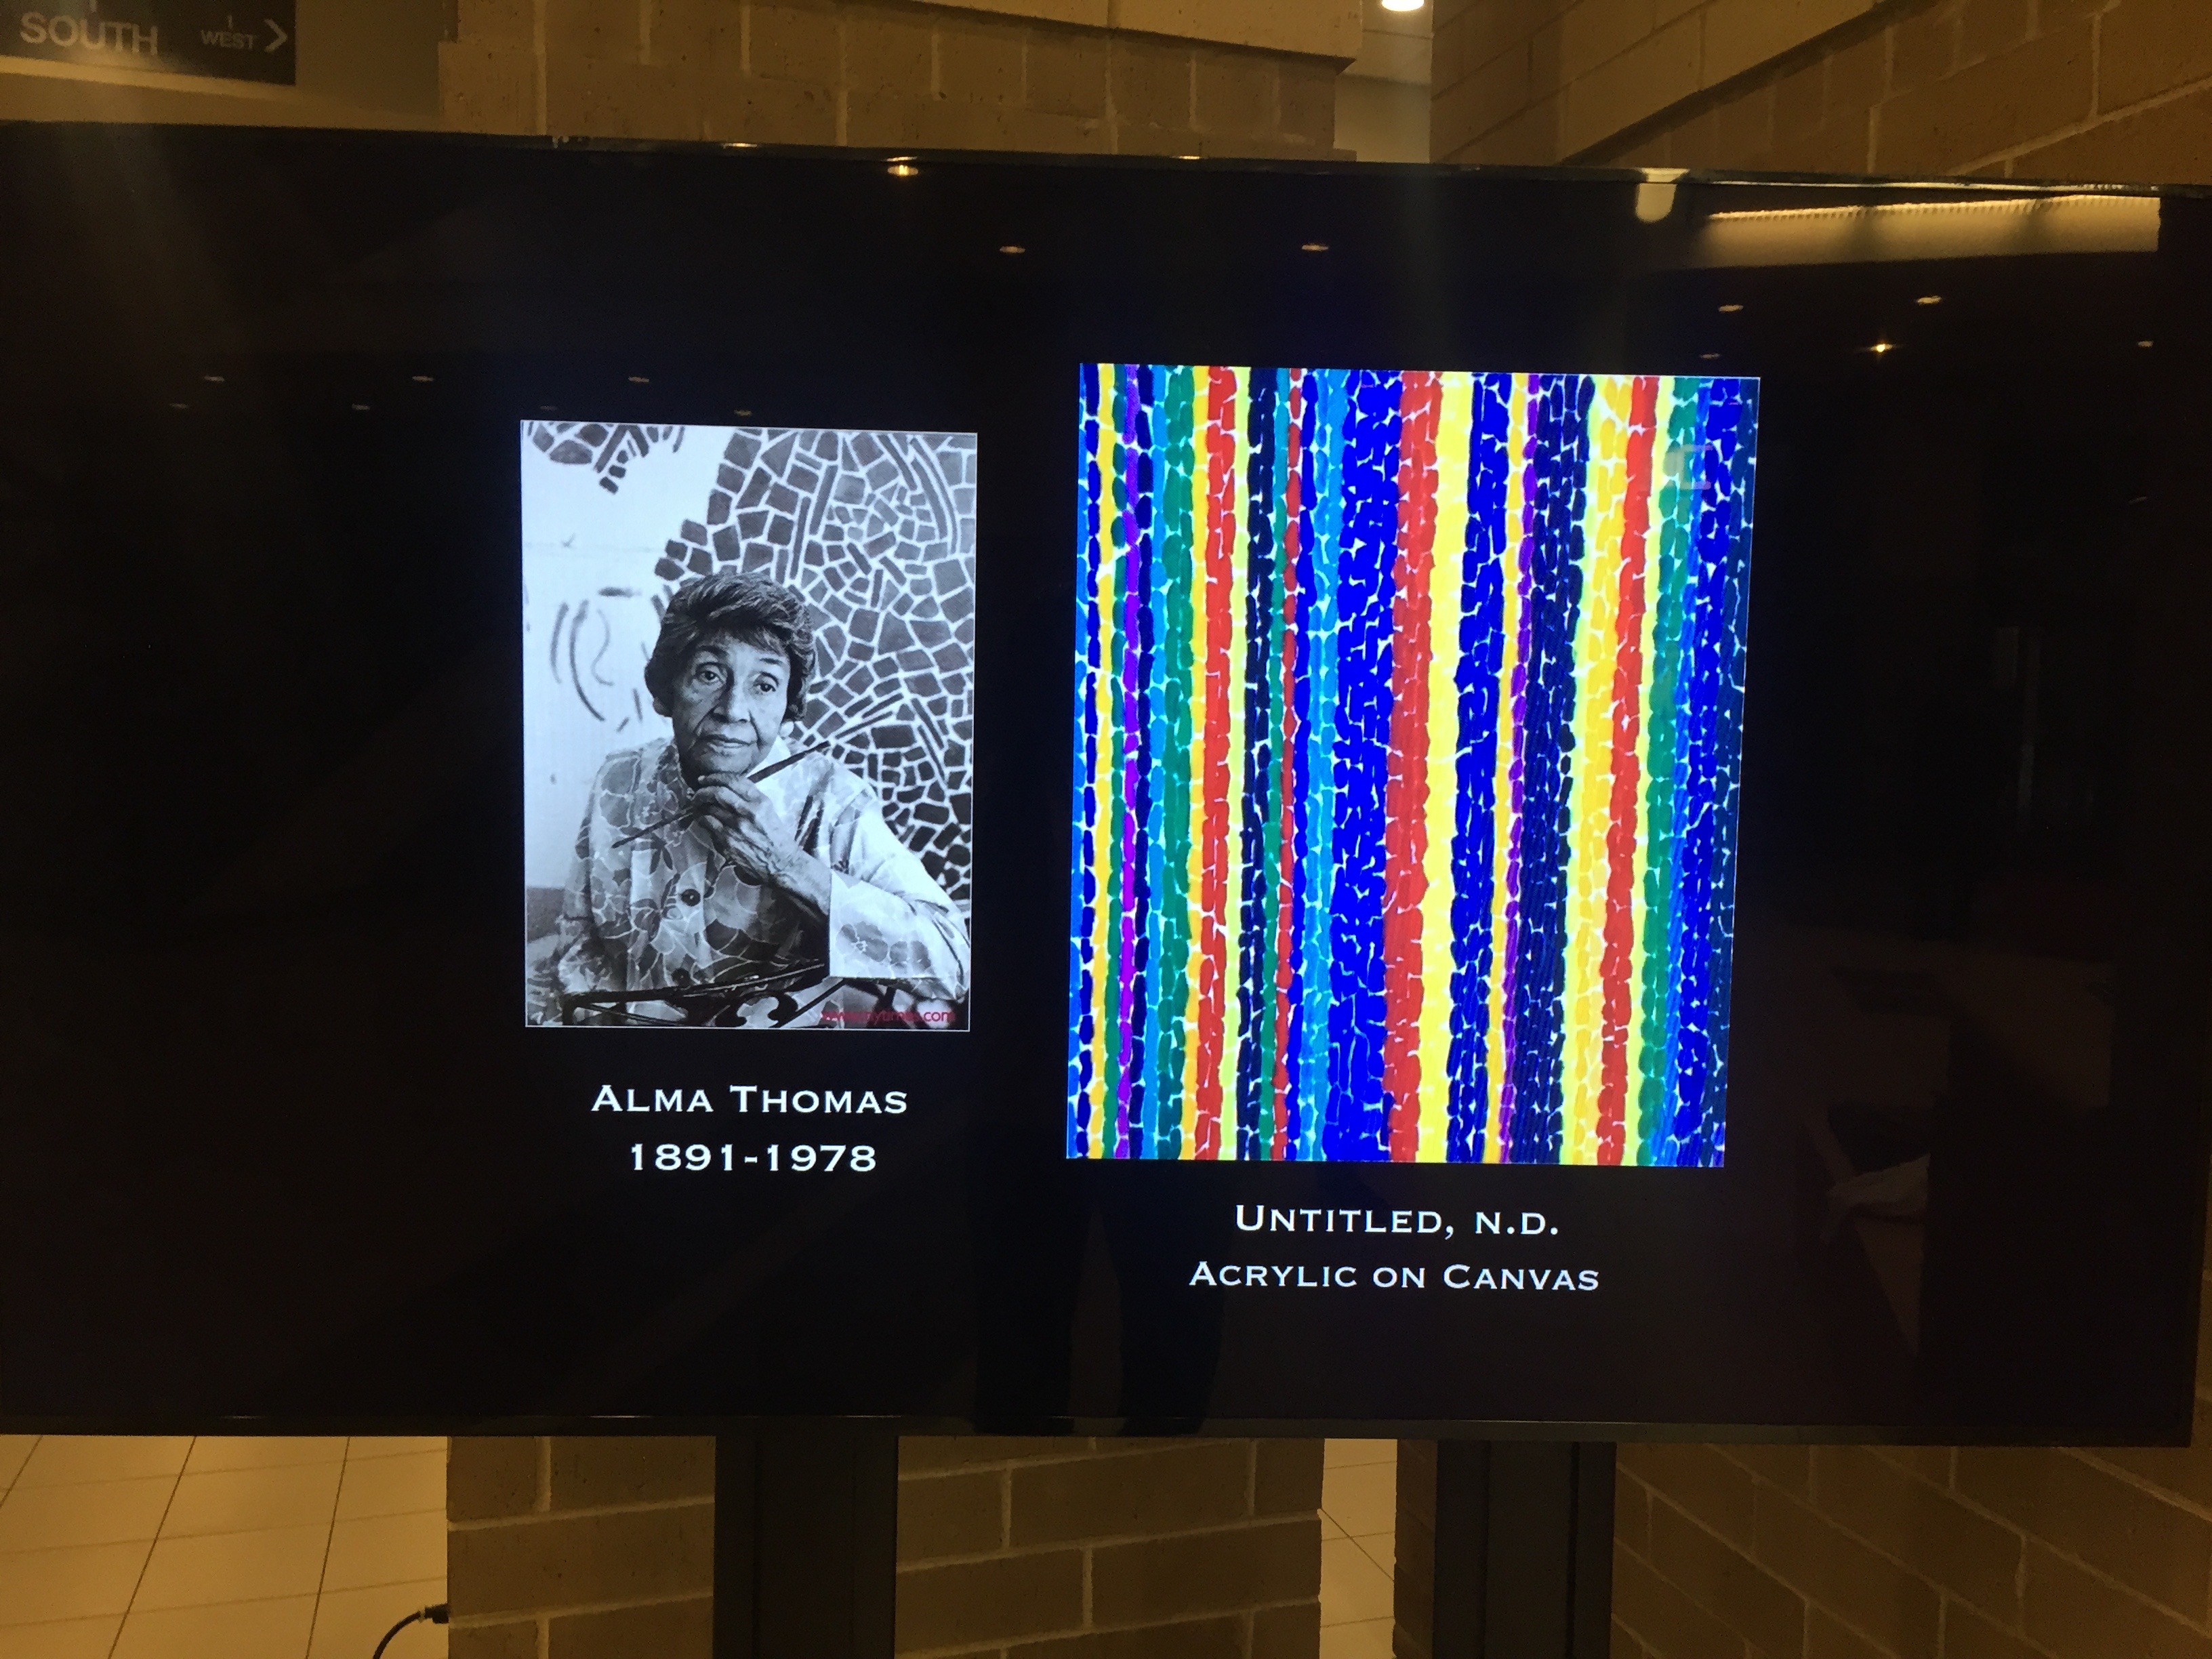 SOUTH WEST
ALMA THOMAS
1891-1978
UNTITLED, N.D.
ACRYLIC ON CANVAS